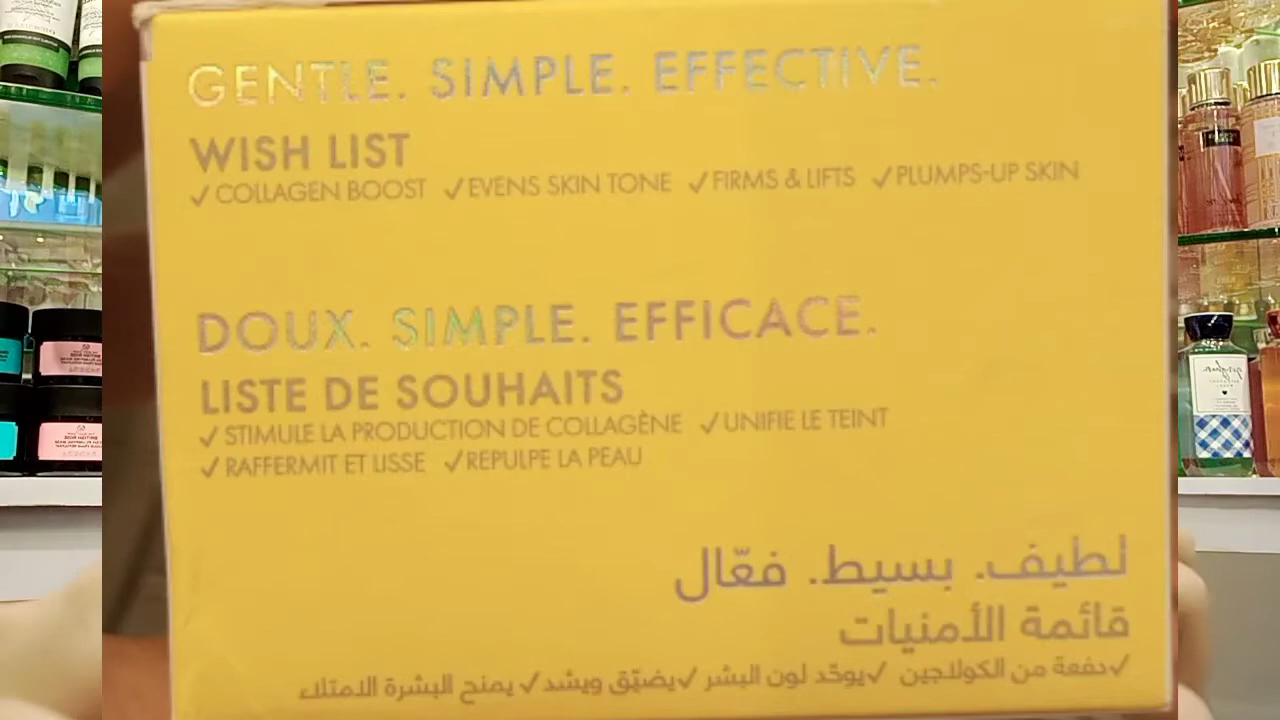 GENTLE. SIMPLE. EFFECTIVE.
WISH LIST
✓ COLLAGEN BOOST ✓ EVENS SKIN TONE ✓ FIRMS & LIFTS ✓ PLUMPS-UP SKIN
DOUX. SIMPLE. EFFICACE.
LISTE DE SOUHAITS
✓ STIMULE LA PRODUCTION DE COLLAGÈNE ✓ UNIFIE LE TEINT
✓ RAFFERMIT ET LISSE ✓ REPULPE LA PEAU
لطيف. بسيط. فعّال
قائمة الأمنيات
✓ دفعة من الكولاجين ✓ يوحّد لون البشر ✓ يضيّق ويشد ✓ يمنح البشرة الامتلاء